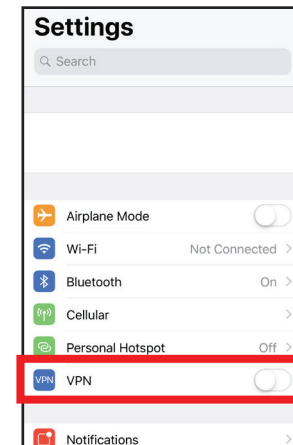 Settings
Search
Airplane Mode
Wi-Fi Not Connected
Bluetooth On
Cellular
Personal Hotspot Off
VPN VPN
Notifications